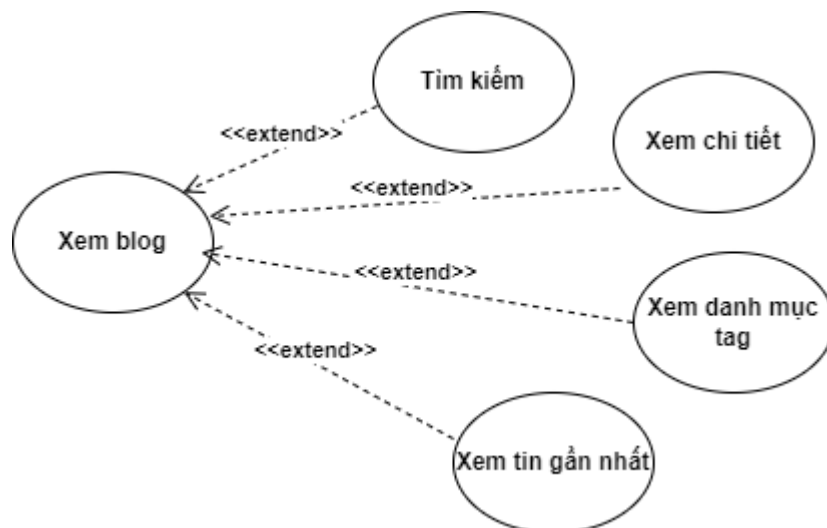 Tìm kiếm
<<extend>>
Xem chi tiết
<<extend>>
Xem blog
<<extend>>
Xem danh mục
tag
<<extend>>
Xem tin gần nhất